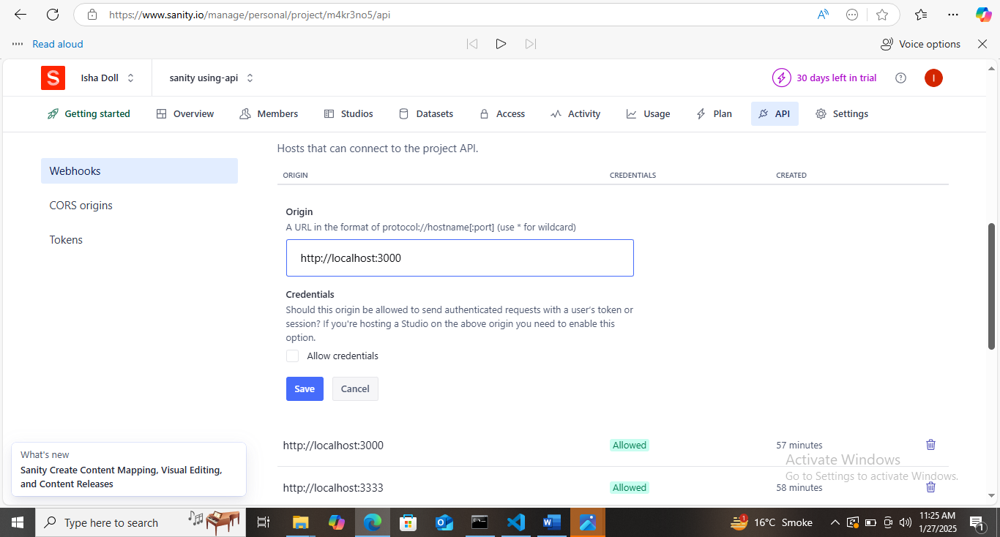 https://www.sanity.io/manage/personal/project/m4kr3no5/api
Read aloud
Voice options
S
Isha Doll
sanity using-api
30 days left in trial
I
Getting started
Overview
Members
Studios
Datasets
Access
Activity
Usage
Plan
API
Settings
Webhooks
CORS origins
Tokens
Hosts that can connect to the project API.
ORIGIN
CREDENTIALS
CREATED
Origin
A URL in the format of protocol://hostname[:port] (use * for wildcard)
http://localhost:3000
Credentials
Should this origin be allowed to send authenticated requests with a user's token or
session? If you're hosting a Studio on the above origin you need to enable this
option.
Allow credentials
Save
Cancel
http://localhost:3000
Allowed
57 minutes
http://localhost:3333
Allowed
58 minutes
What's new
Sanity Create Content Mapping, Visual Editing,
and Content Releases
Activate Windows
Go to Settings to activate Windows.
Type here to search
1
16°C Smoke
11:25 AM
1/27/2025
1